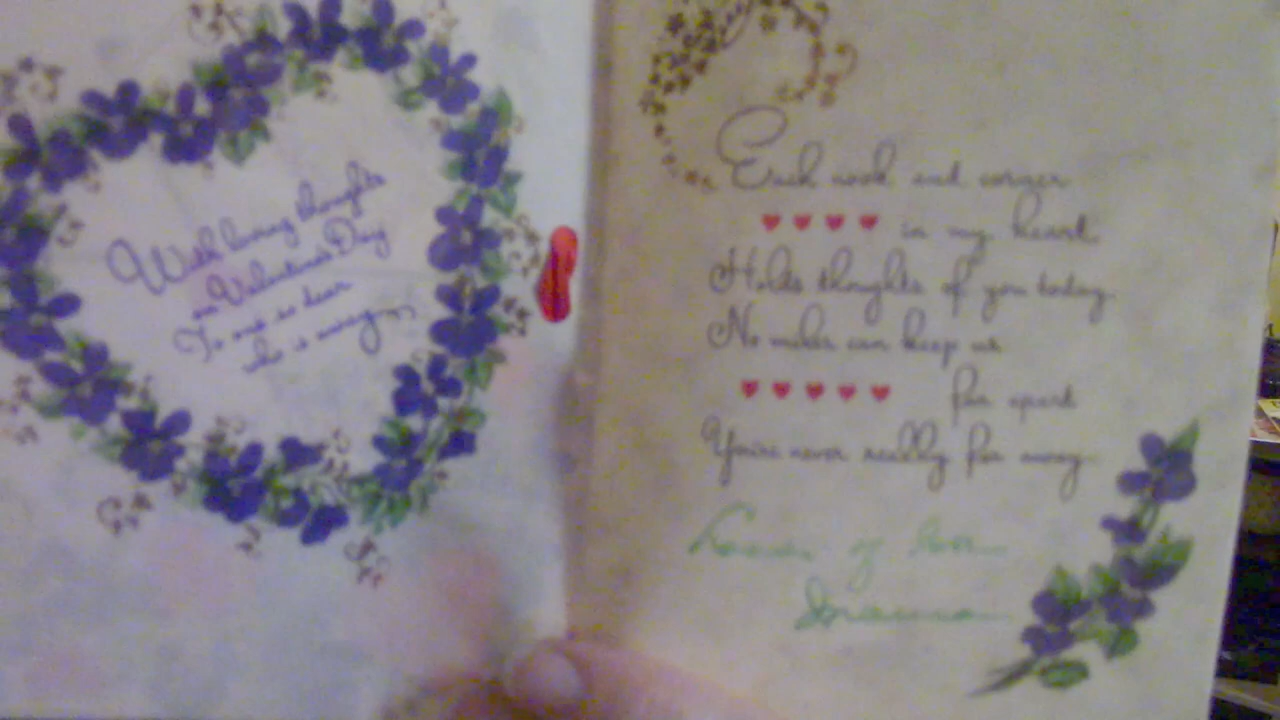 With loving thoughts
on Valentine's Day
To one so dear
who is away
Each nook and corner
in my heart
Holds thoughts of you today.
No miles can keep us
far apart
You're never really far away
of love